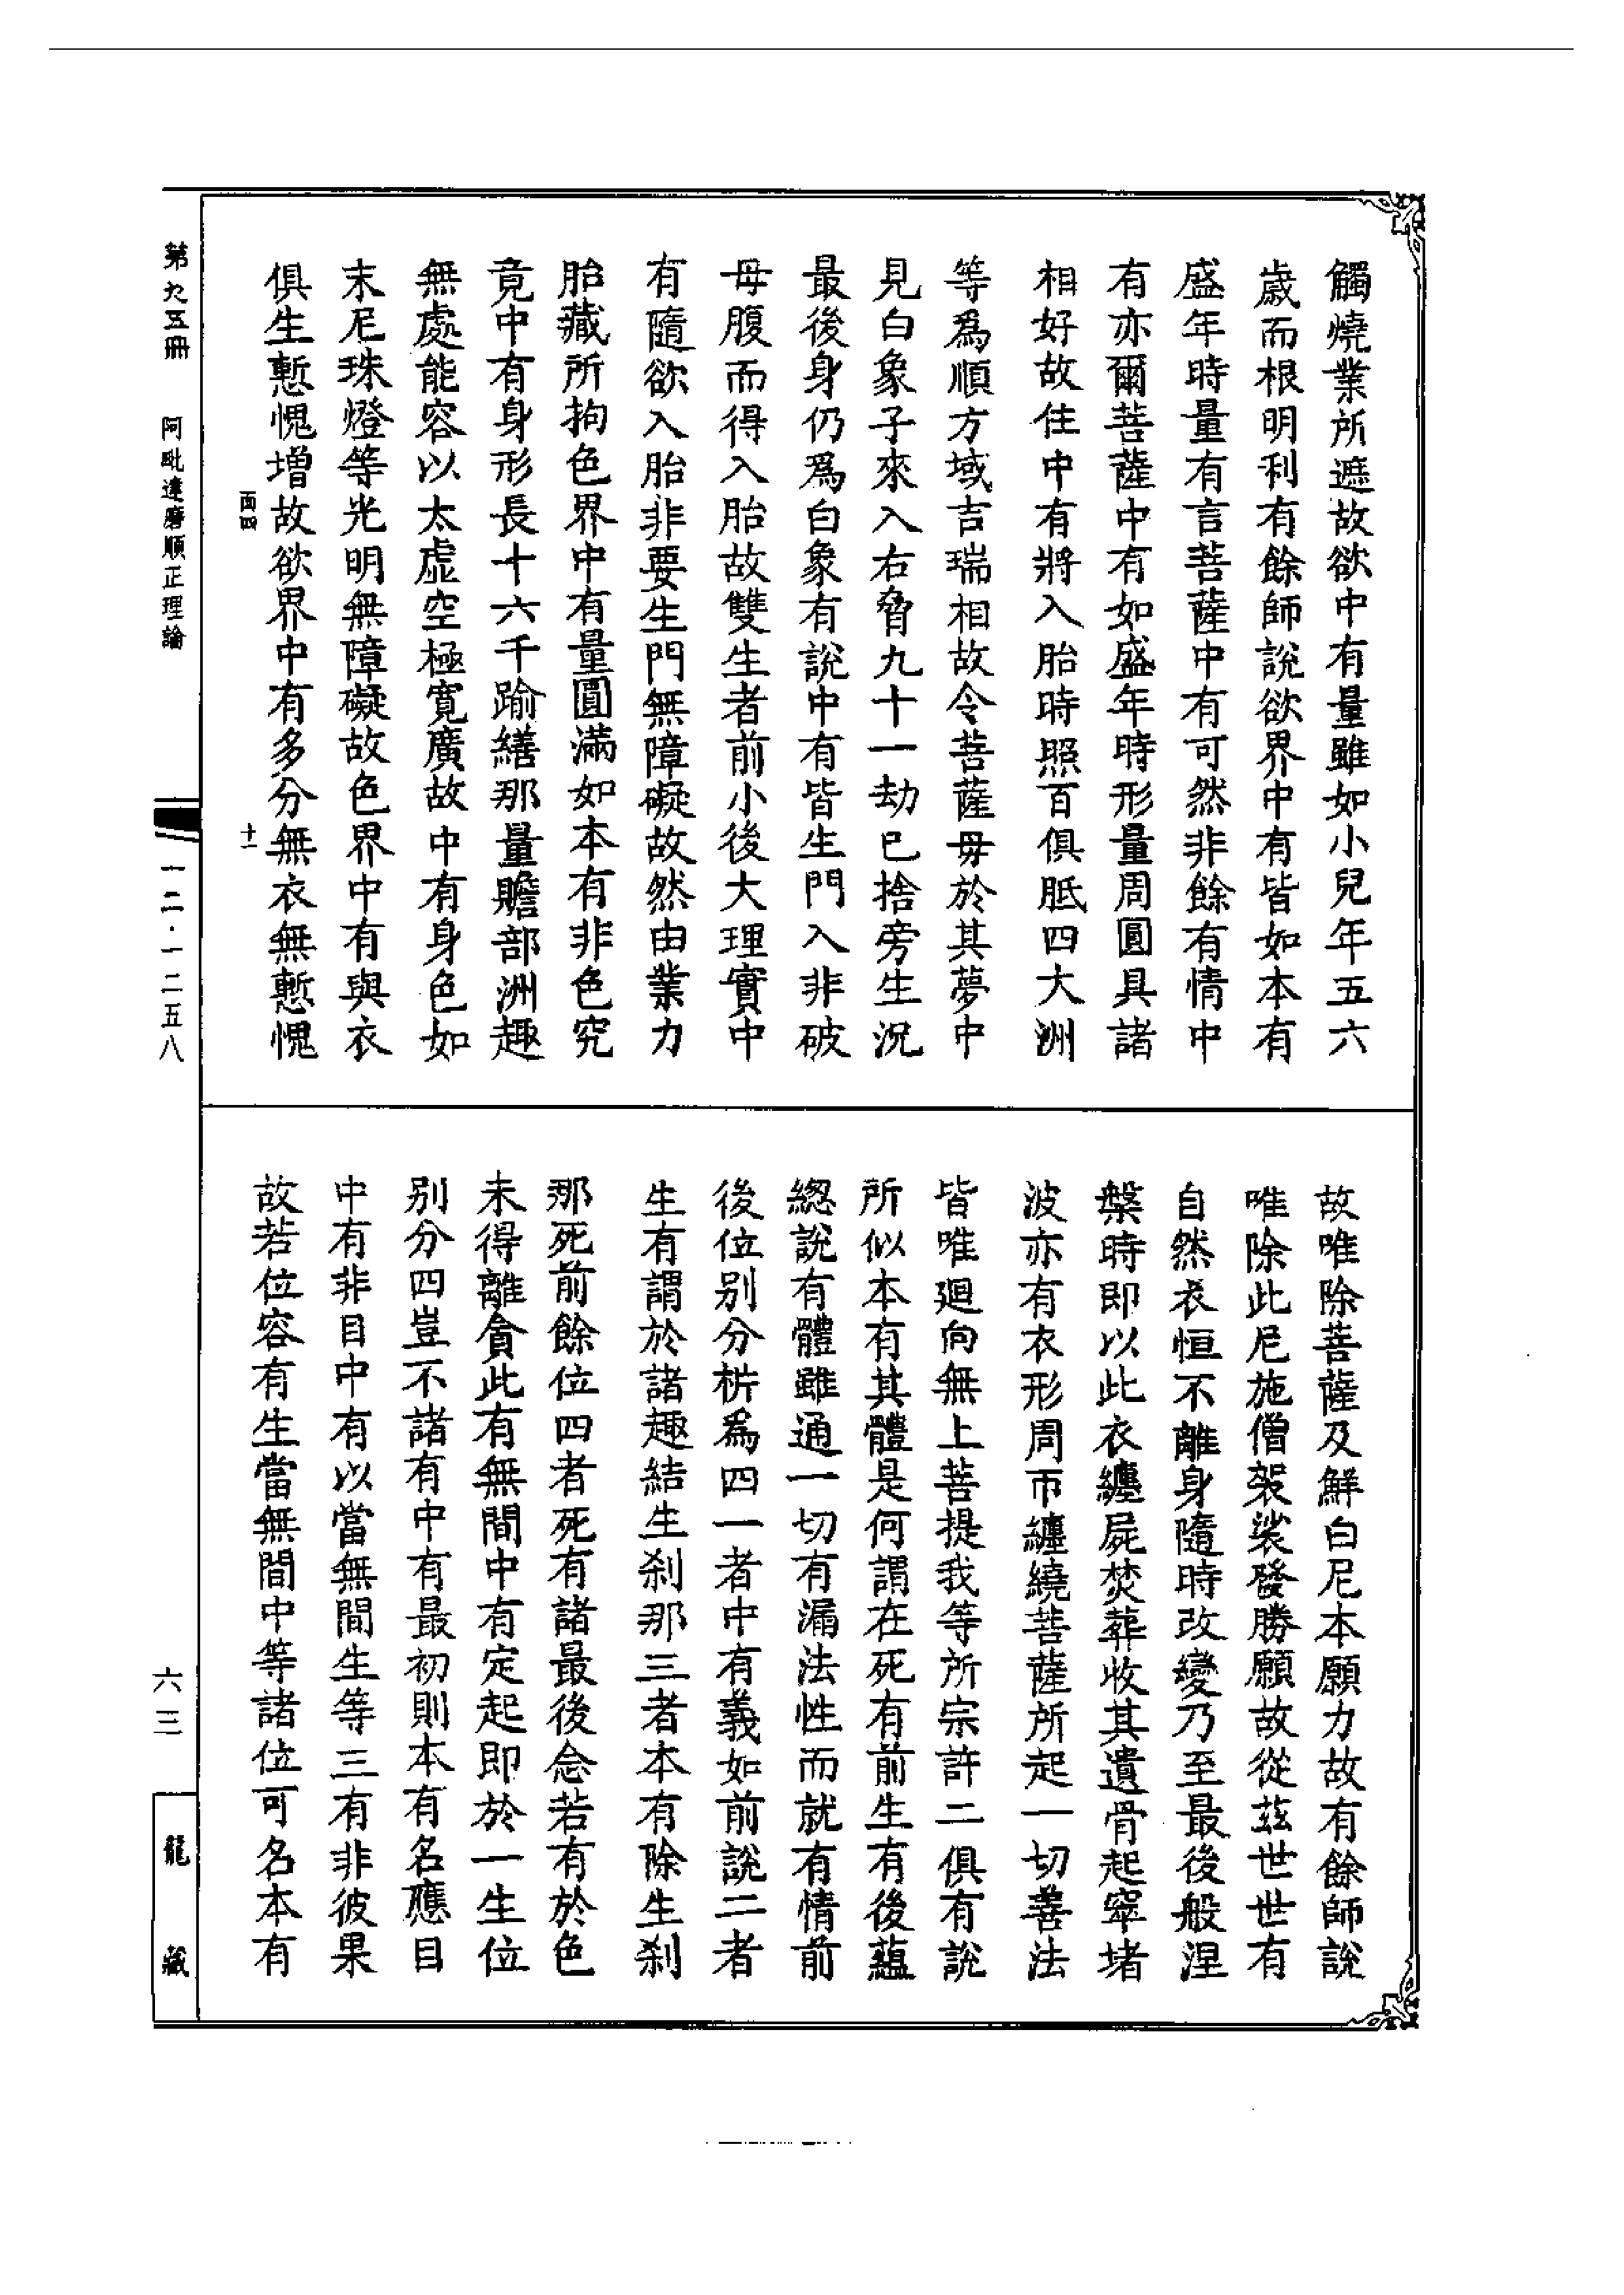 觸燒業所遮故欲中有量雖如小兒年五六
歲而根明利有餘師說欲界中有皆如本有
盛年時量有言菩薩中有可然非餘有情中
有亦爾菩薩中有如盛年時形量周圓具諸
相好故住中有將入胎時照百俱胝四大洲
等爲順方域吉瑞相故令菩薩母於其夢中
見白象子來入右脅九十一劫已捨旁生況
最後身仍爲白象有說中有皆生門入非破
母腹而得入胎故雙生者前小後大理實中
有隨欲入胎非要生門無障礙故然由業力
胎藏所拘色界中有量圓滿如本有非色究
竟中有身形長十六千踰繕那量贍部洲趣
無處能容以太虛空極寬廣故中有身色如
末尼珠燈等光明無障礙故色界中有與衣
俱生慙愧增故欲界中有多分無衣無慙愧
面四
十一
故唯除菩薩及鮮白尼本願力故有餘師說
唯除此尼施僧袈裟發勝願故從茲世世有
自然衣恒不離身隨時改變乃至最後般涅
槃時即以此衣纏屍焚葬收其遺骨起窣堵
波亦有衣形周帀纏繞菩薩所起一切善法
皆唯廻向無上菩提我等所宗許二俱有說
所似本有其體是何謂在死有前生有後蘊
總說有體雖通一切有漏法性而就有情前
後位別分析爲四一者中有義如前說二者
生有謂於諸趣結生刹那三者本有除生刹
那死前餘位四者死有諸最後念若有於色
未得離貪此有無間中有定起即於一生位
別分四豈不諸有中有最初則本有名應目
中有非目中有以當無間生等三有非彼果
故若位容有生當無間中等諸位可名本有
第九五冊
阿毗達磨順正理論
一二·一二五八
六三
龍藏